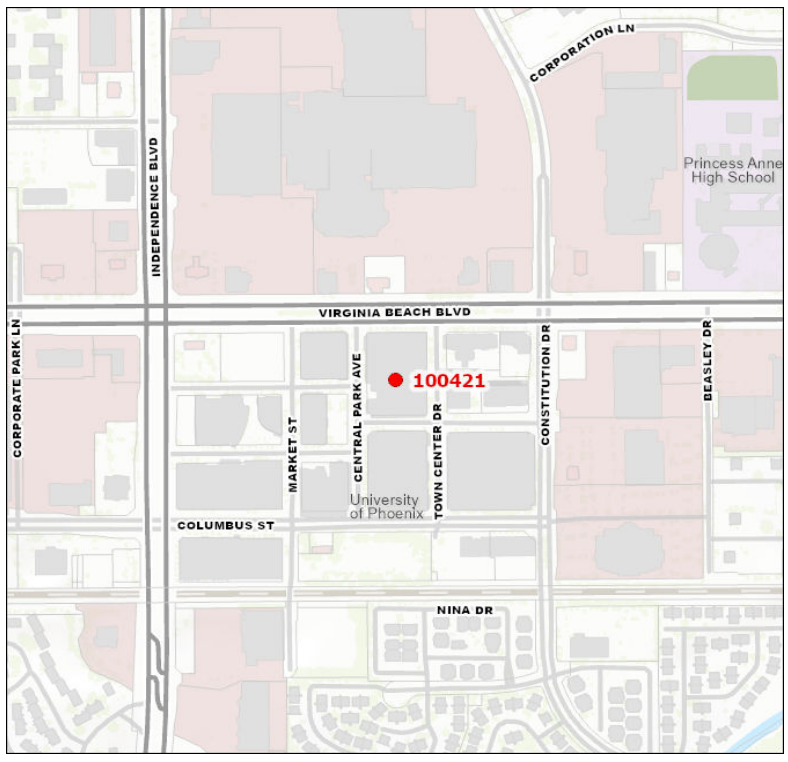 CORPORATION LN
INDEPENDENCE BLVD
Princess Anne
High School
VIRGINIA BEACH BLVD
CORPORATE PARK LN
CENTRAL PARK AVE
100421
CONSTITUTION DR
BEASLEY DR
MARKET ST
TOWN CENTER DR
University
of Phoenix
COLUMBUS ST
NINA DR